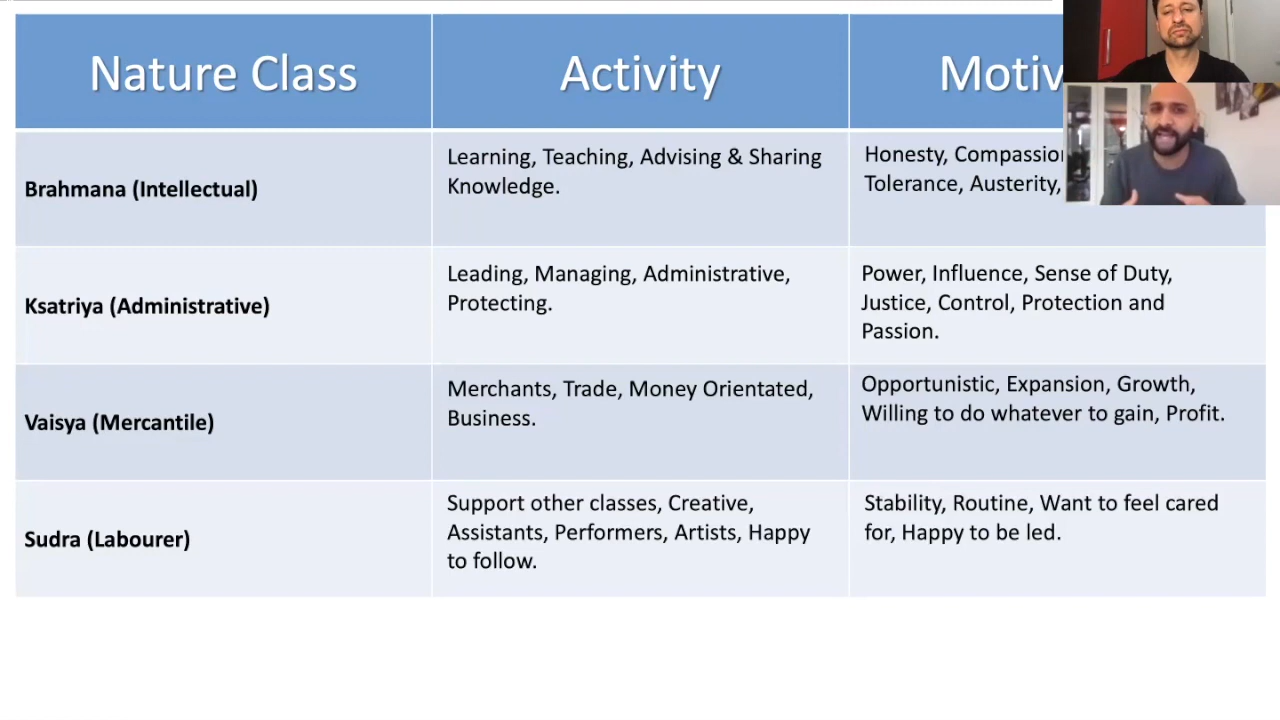 Nature Class
Activity
Brahmana (Intellectual)
Learning, Teaching, Advising & Sharing
Knowledge.
Honesty,
Tolerance, Austerity,
Ksatriya (Administrative)
Leading, Managing, Administrative,
Protecting.
Power, Influence, Sense of Duty,
Justice, Control, Protection and
Passion.
Vaisya (Mercantile)
Merchants, Trade, Money Orientated,
Business.
Opportunistic, Expansion, Growth,
Willing to do whatever to gain, Profit.
Sudra (Labourer)
Support other classes, Creative,
Assistants, Performers, Artists, Happy
to follow.
Stability, Routine, Want to feel cared
for, Happy to be led.